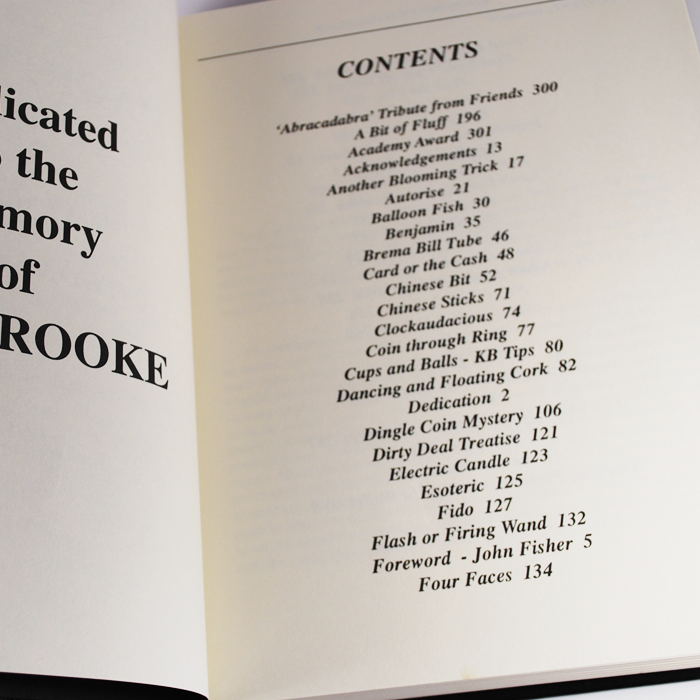 licated
the
mory
of
ROOKE
CONTENTS
'Abracadabra' Tribute from Friends 300
A Bit of Fluff 196
Academy Award 301
Acknowledgements 13
Another Blooming Trick 17
Autorise 21
Balloon Fish 30
Benjamin 35
Brema Bill Tube 46
Card or the Cash 48
Chinese Bit 52
Chinese Sticks 71
Clockaudacious 74
Coin through Ring 77
Cups and Balls - KB Tips 80
Dancing and Floating Cork 82
Dedication 2
Dingle Coin Mystery 106
Dirty Deal Treatise 121
Electric Candle 123
Esoteric 125
Fido 127
Flash or Firing Wand 132
Foreword - John Fisher 5
Four Faces 134